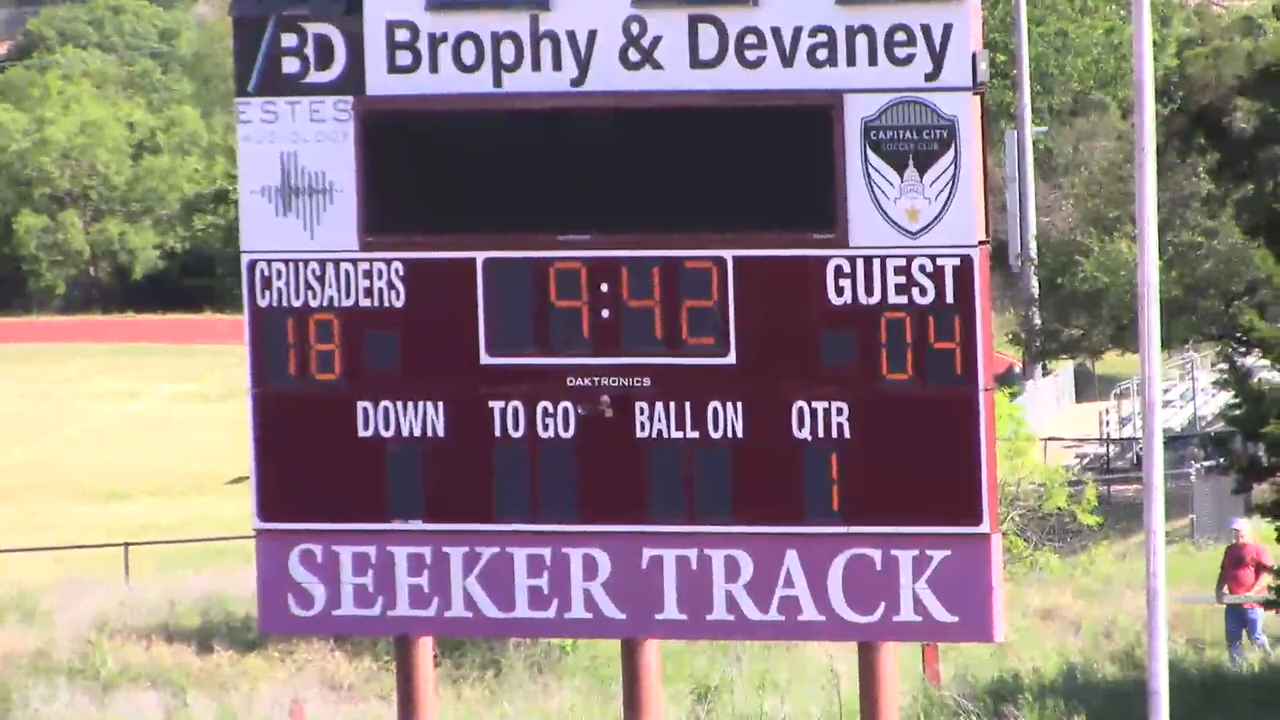 BD
Brophy & Devaney
ESTES
AUDIOLOGY
CAPITAL CITY
SOCCER CLUB
CRUSADERS
9:42
GUEST
18
04
DAKTRONICS
DOWN
TO GO
BALL ON
QTR
1
SEEKER TRACK